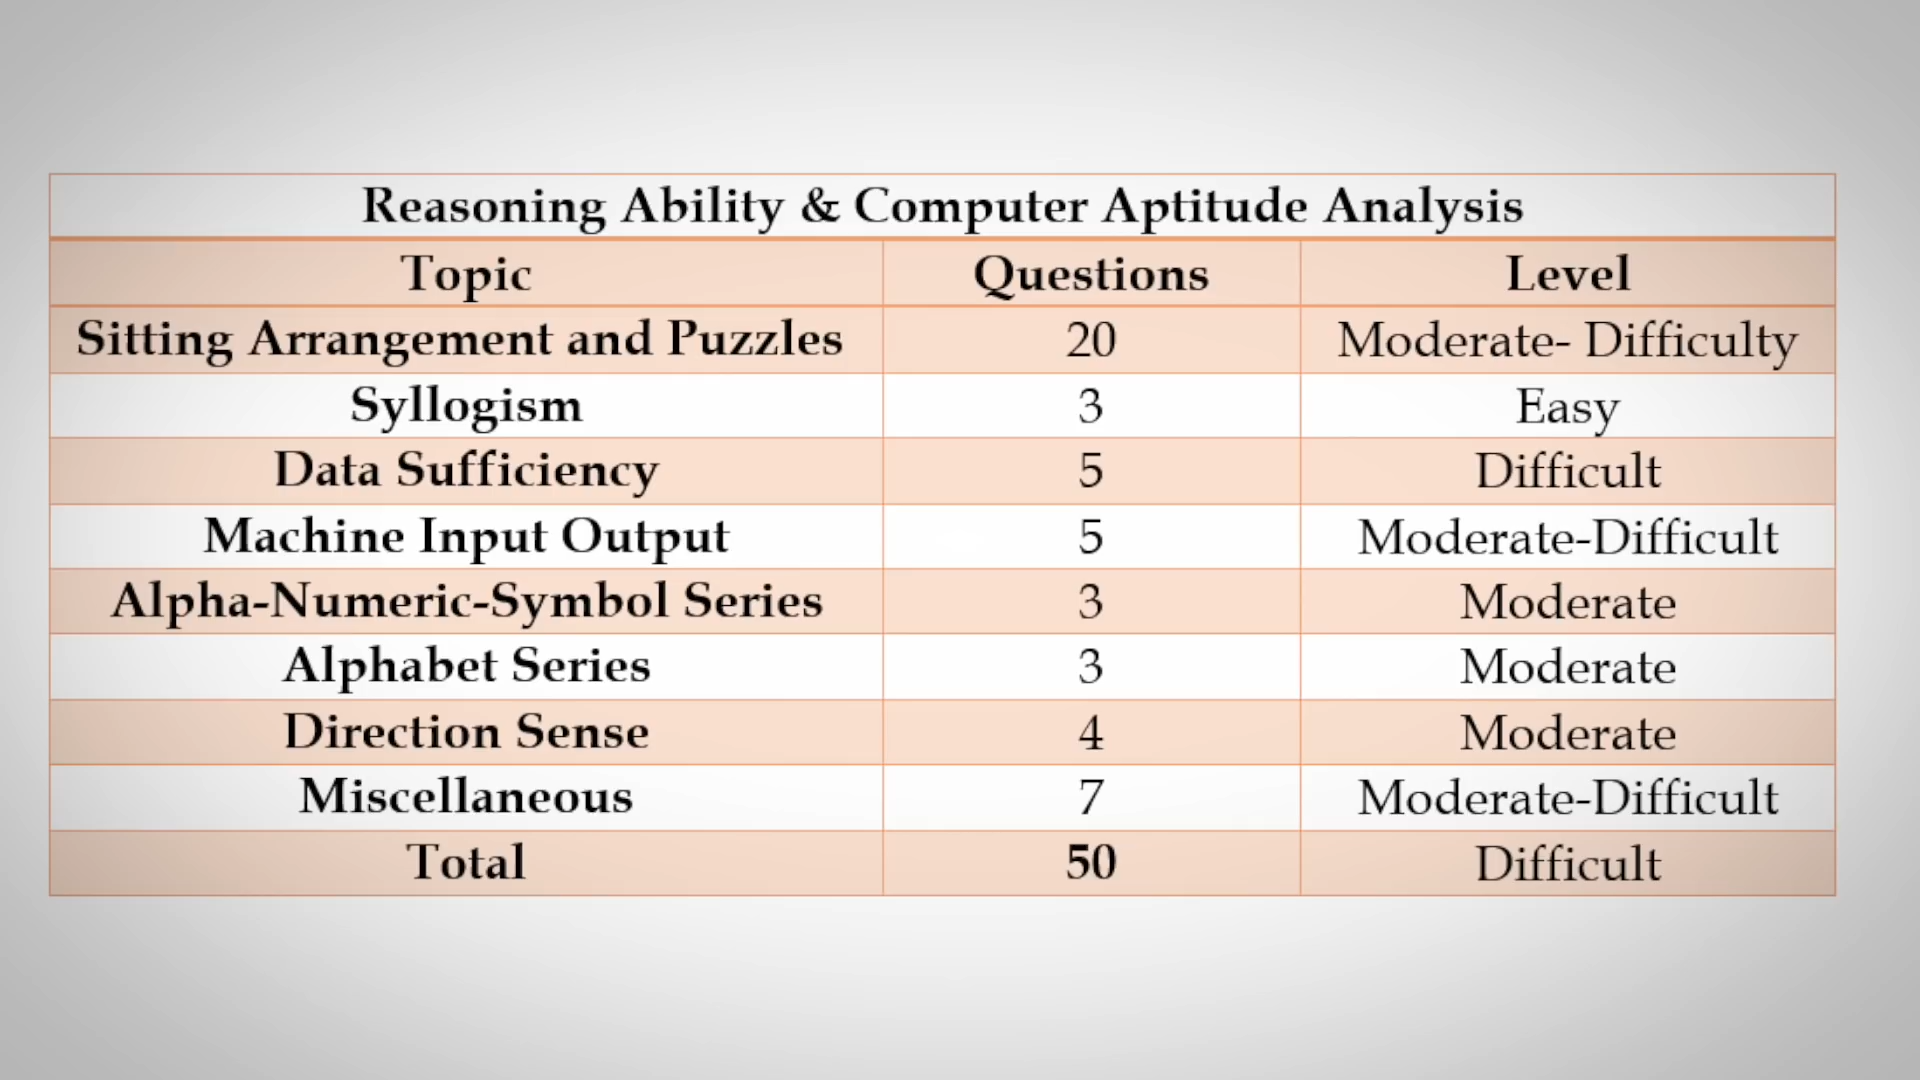 Reasoning Ability & Computer Aptitude Analysis
Topic Questions Level
Sitting Arrangement and Puzzles 20 Moderate- Difficulty
Syllogism 3 Easy
Data Sufficiency 5 Difficult
Machine Input Output 5 Moderate-Difficult
Alpha-Numeric-Symbol Series 3 Moderate
Alphabet Series 3 Moderate
Direction Sense 4 Moderate
Miscellaneous 7 Moderate-Difficult
Total 50 Difficult